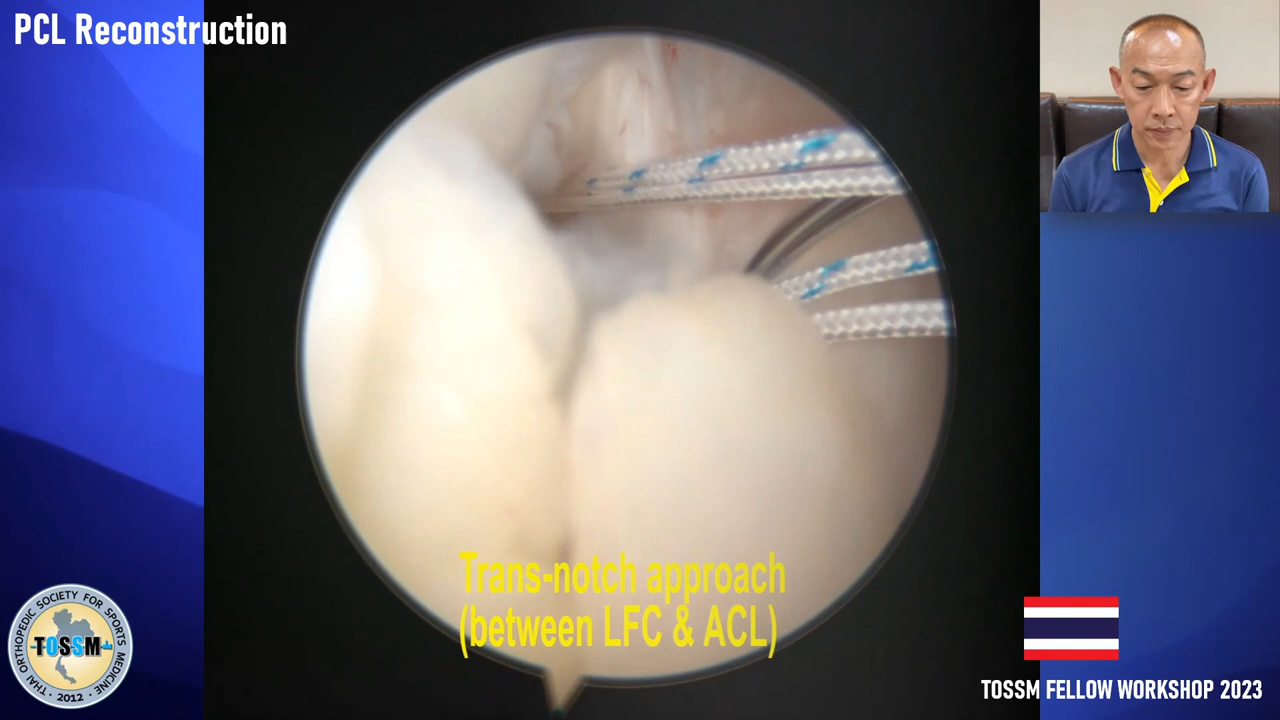 PCL Reconstruction
Trans-notch approach
(between LFC & ACL)
THAI ORTHOPEDIC SOCIETY FOR SPORTS MEDICINE
TOSSM
2012
TOSSM FELLOW WORKSHOP 2023